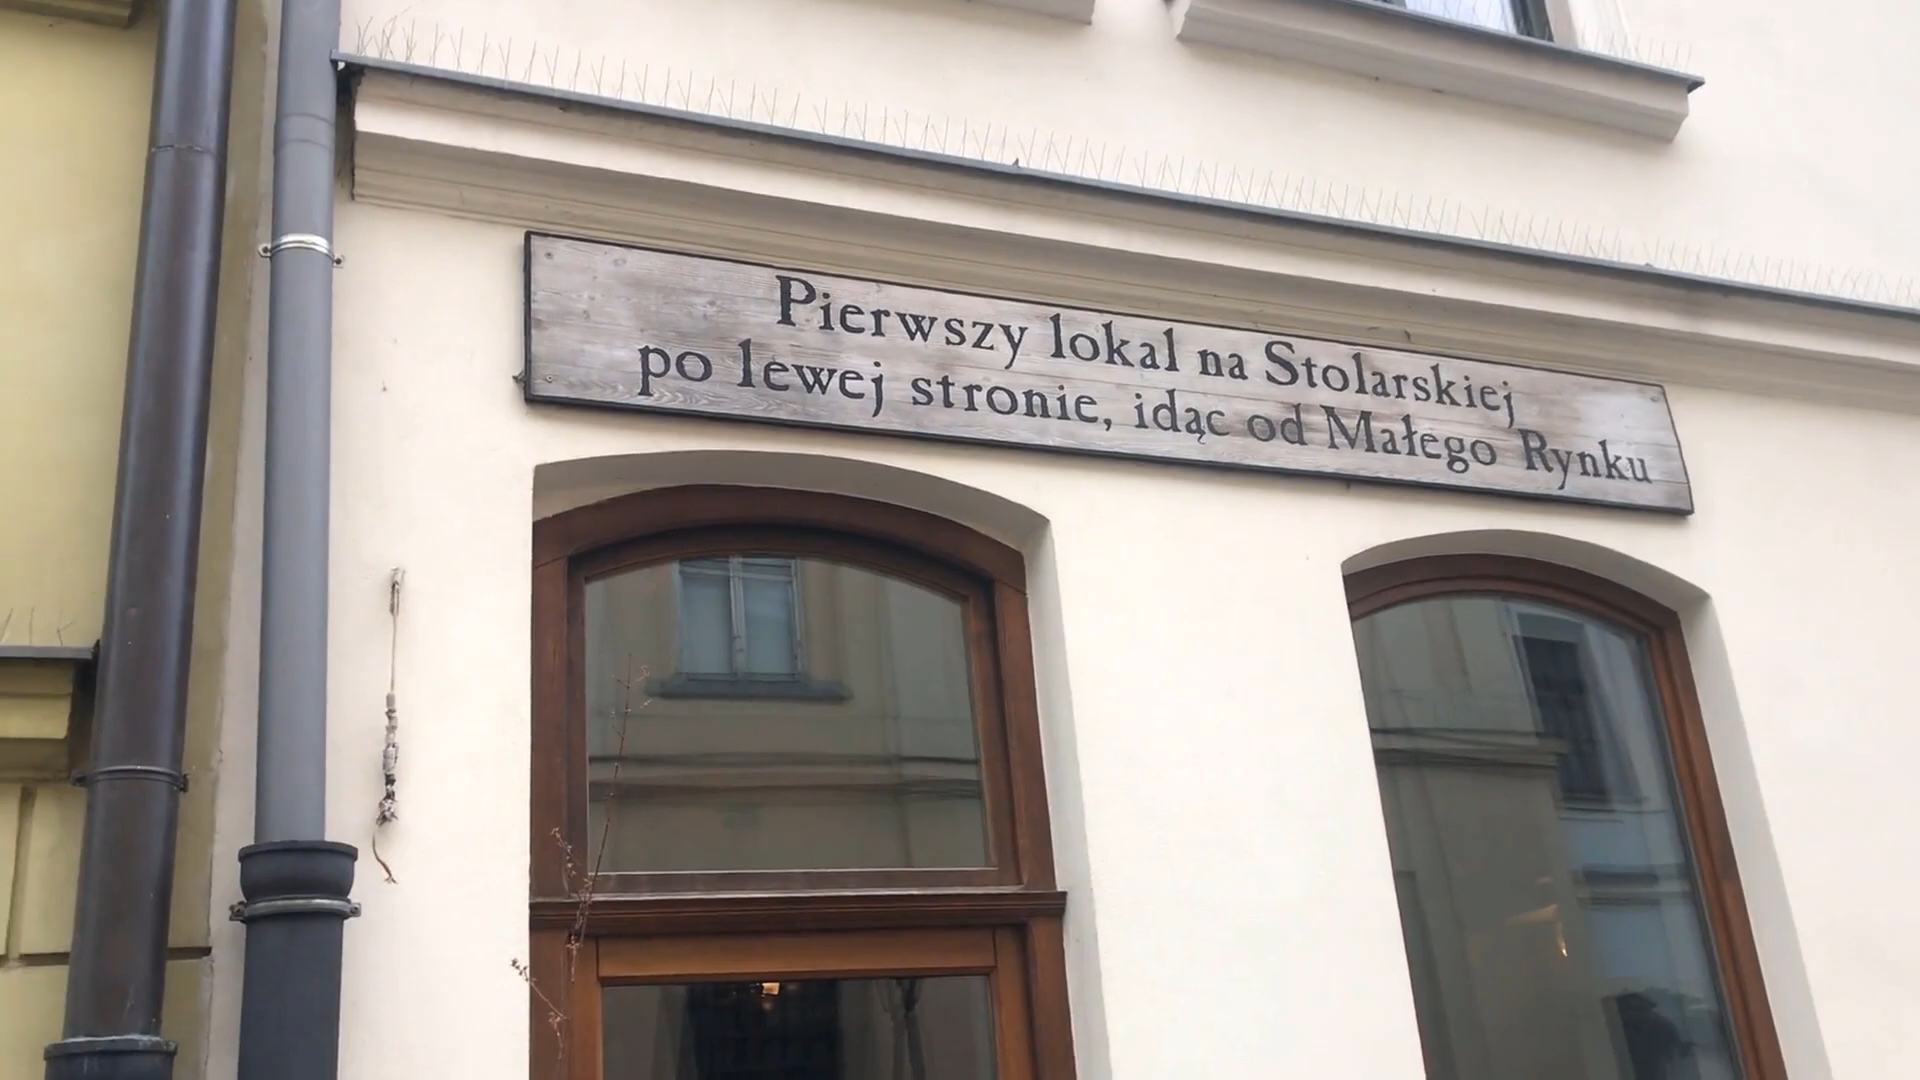 Pierwszy lokal na Stolarskiej
po lewej stronie, idąc od Małego Rynku